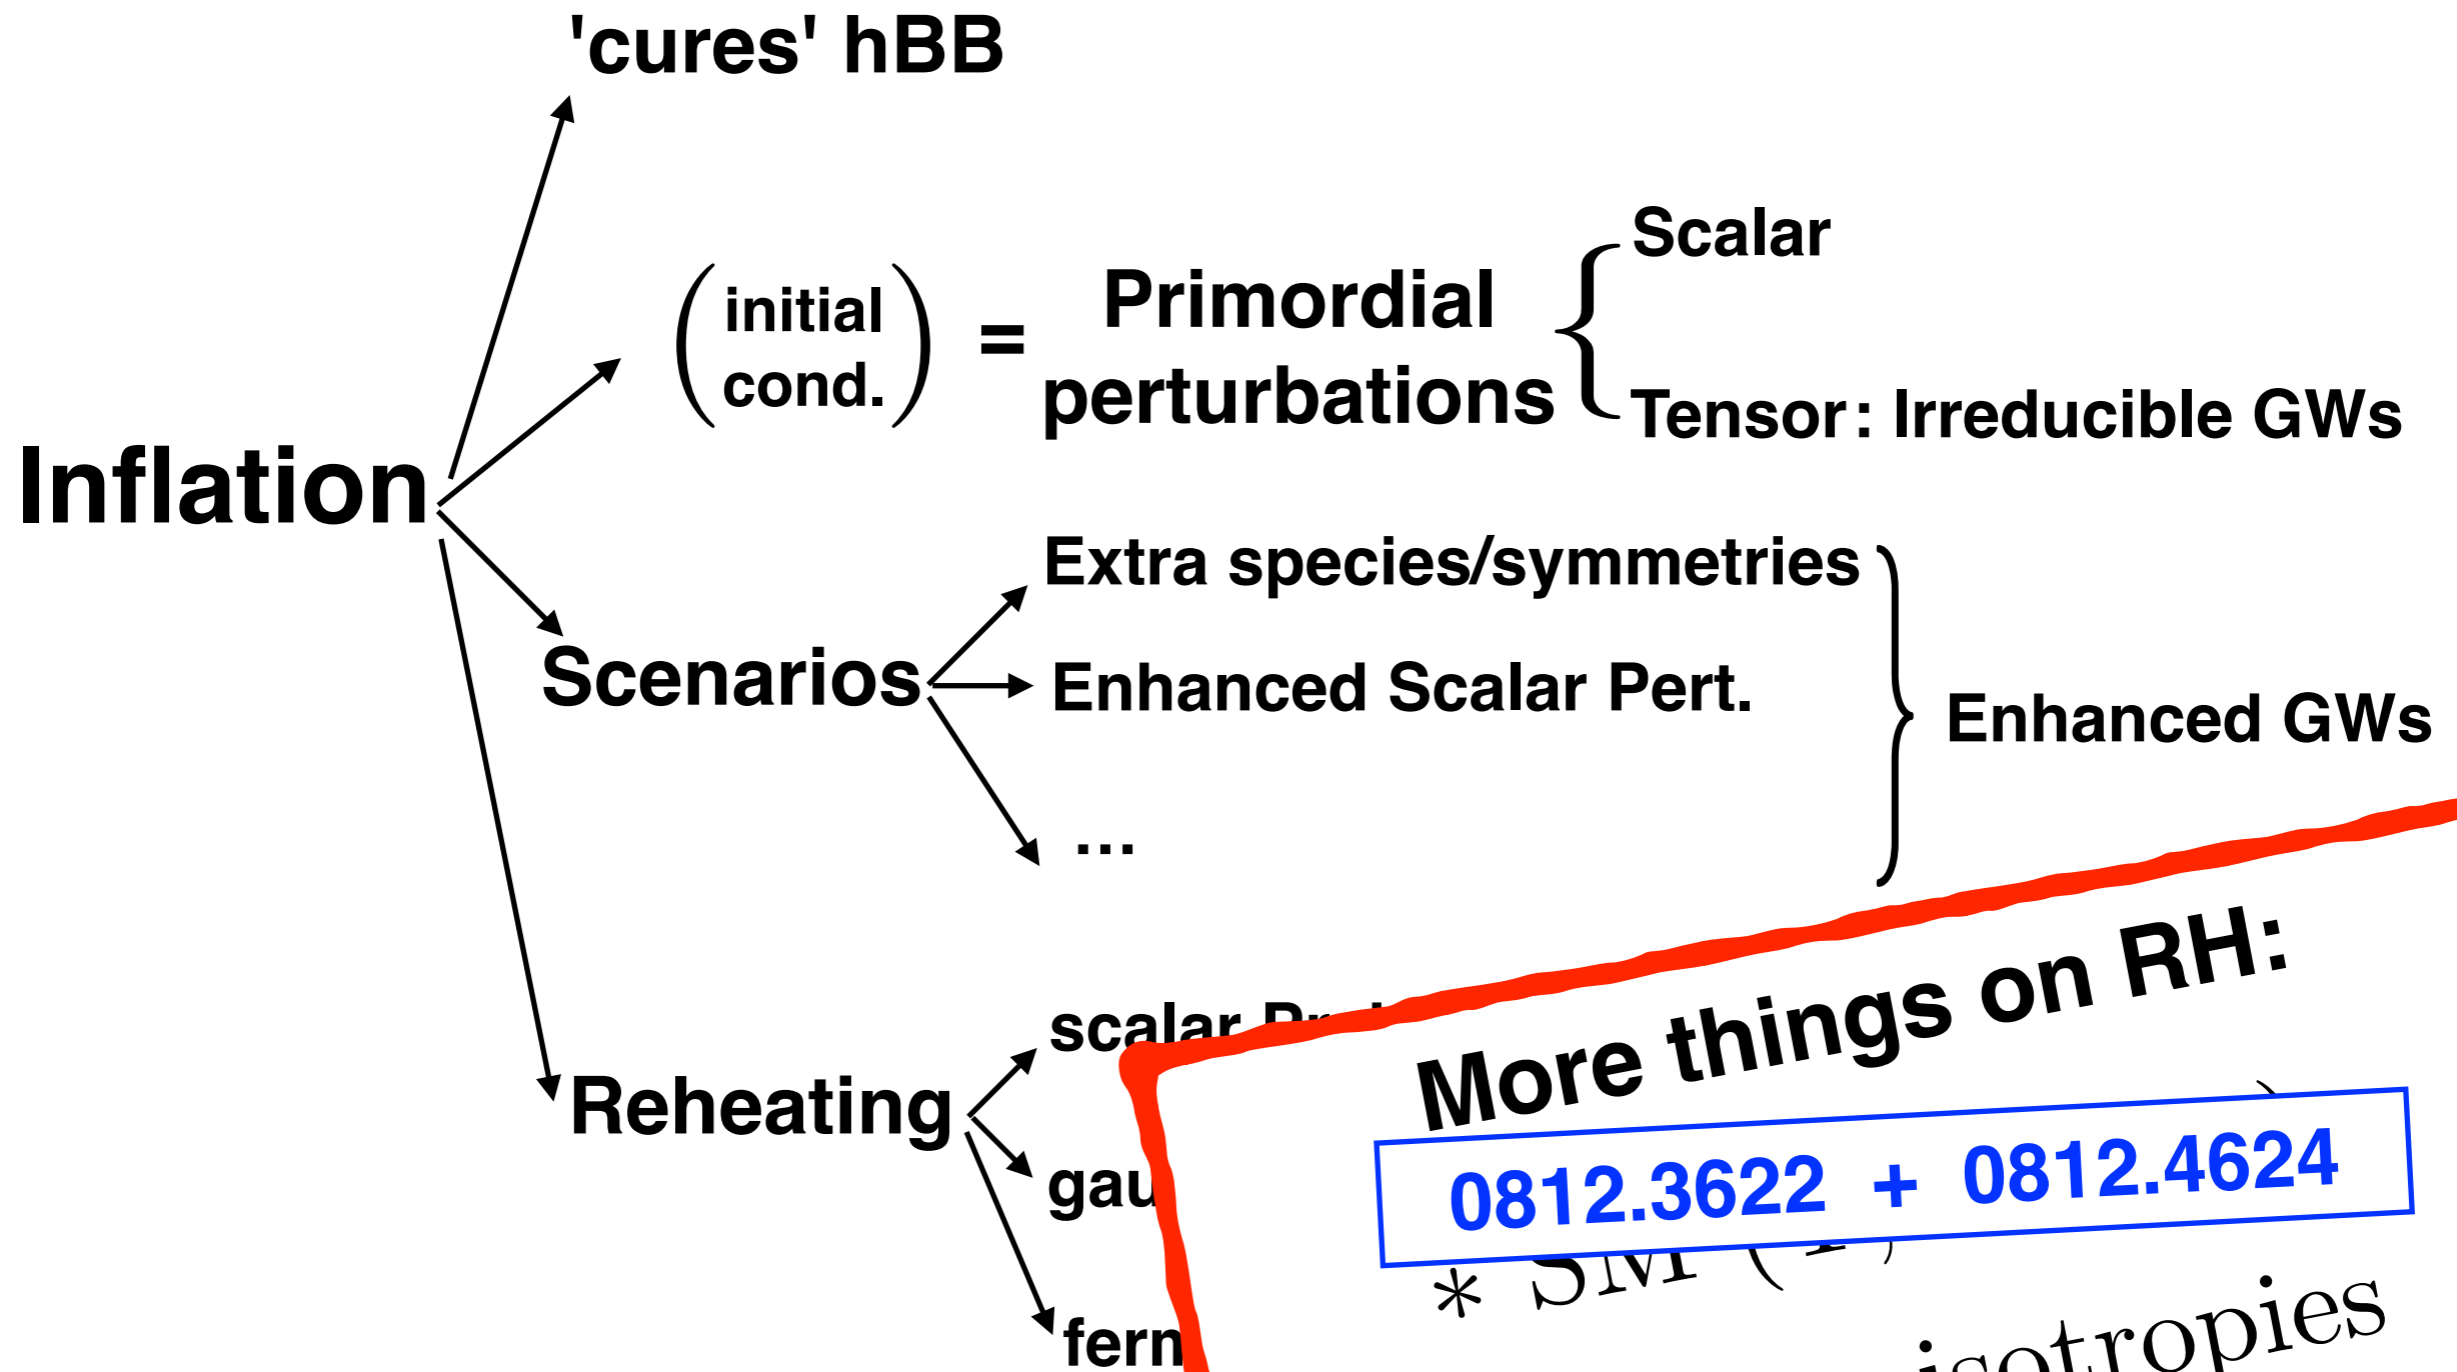 'cures' hBB
initial
cond.
=
Primordial
perturbations
Scalar
Tensor: Irreducible GWs
Inflation
Extra species/symmetries
Scenarios
Enhanced Scalar Pert.
Enhanced GWs
...
Reheating
scalar
More things on RH:
0812.3622 + 0812.4624
* SM